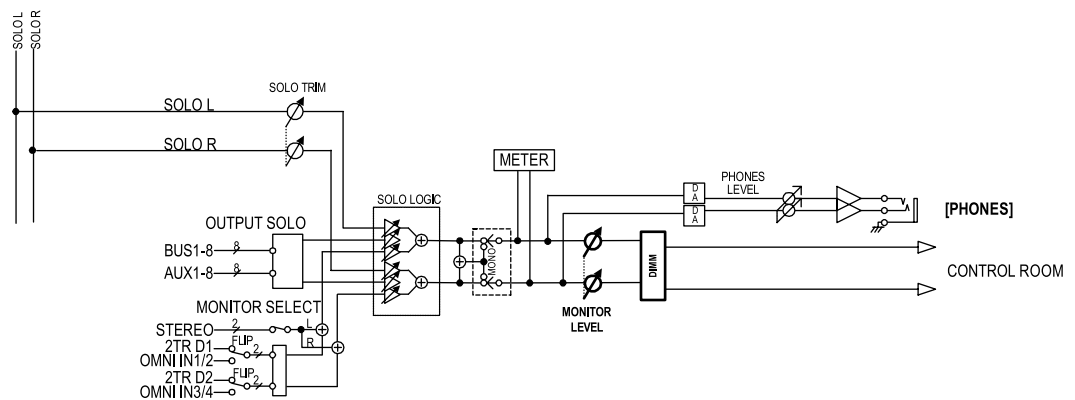 SOLO L
SOLO R
SOLO TRIM
SOLO L
SOLO R
METER
D
A
D
A
PHONES
LEVEL
[PHONES]
SOLO LOGIC
OUTPUT SOLO
BUS1-8
8
AUX1-8
8
MONO
DIMM
CONTROL ROOM
MONITOR
LEVEL
MONITOR SELECT
STEREO
2
L
R
2TR D1
FLIP
2
OMNI IN1/2
2TR D2
FLIP
2
OMNI IN3/4